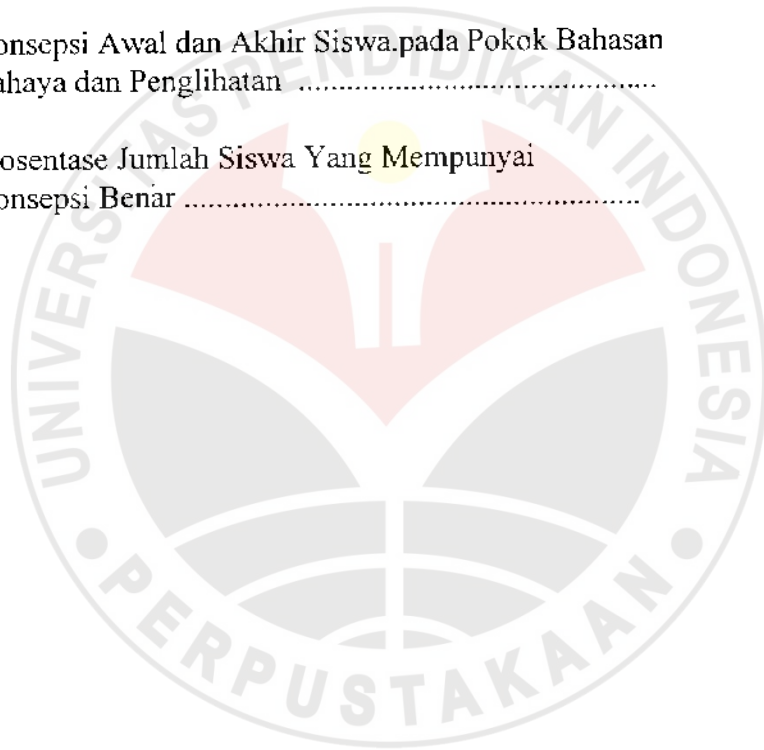 onsepsi Awal dan Akhir Siswa.pada Pokok Bahasan
ahaya dan Penglihatan ............................................
osentase Jumlah Siswa Yang Mempunyai
onsepsi Benar ........................................................
UNIVERSITAS PENDIDIKAN INDONESIA
PERPUSTAKAAN